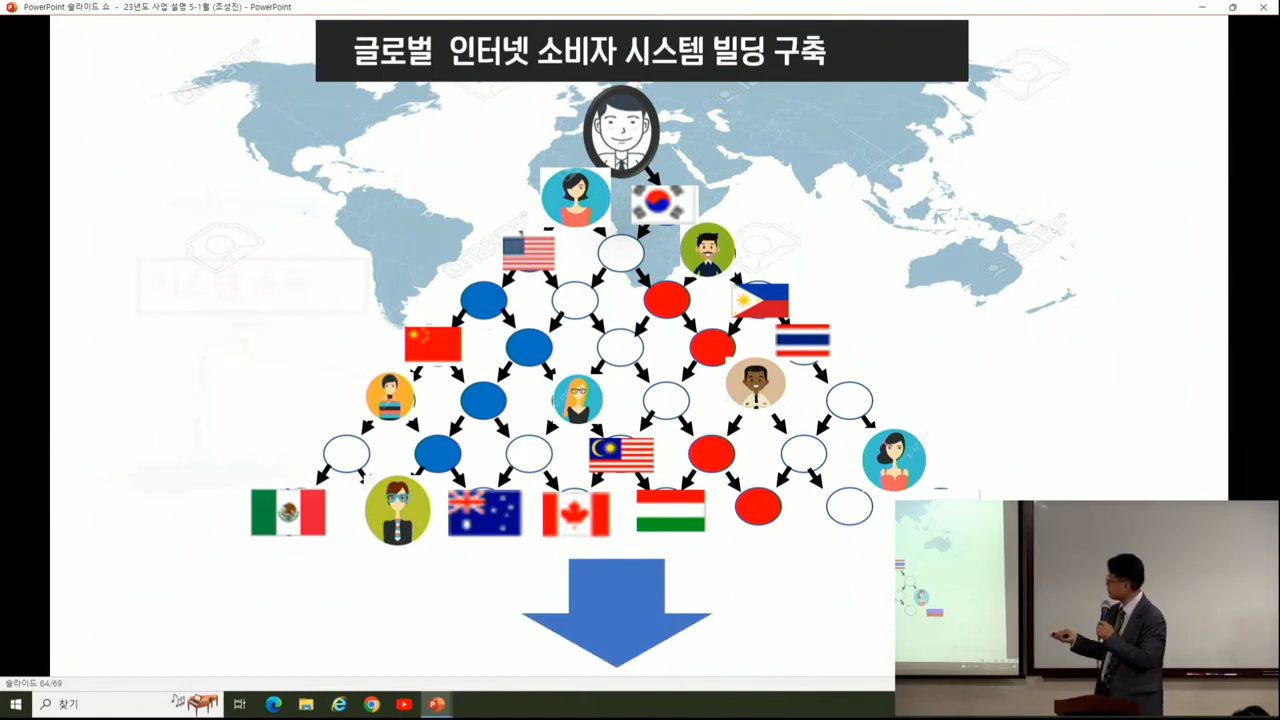 PowerPoint 슬라이드 쇼 - 23년도 사업 설명 5-1월 (조성진) - PowerPoint
글로벌 인터넷 소비자 시스템 빌딩 구축
슬라이드 64/69
찾기